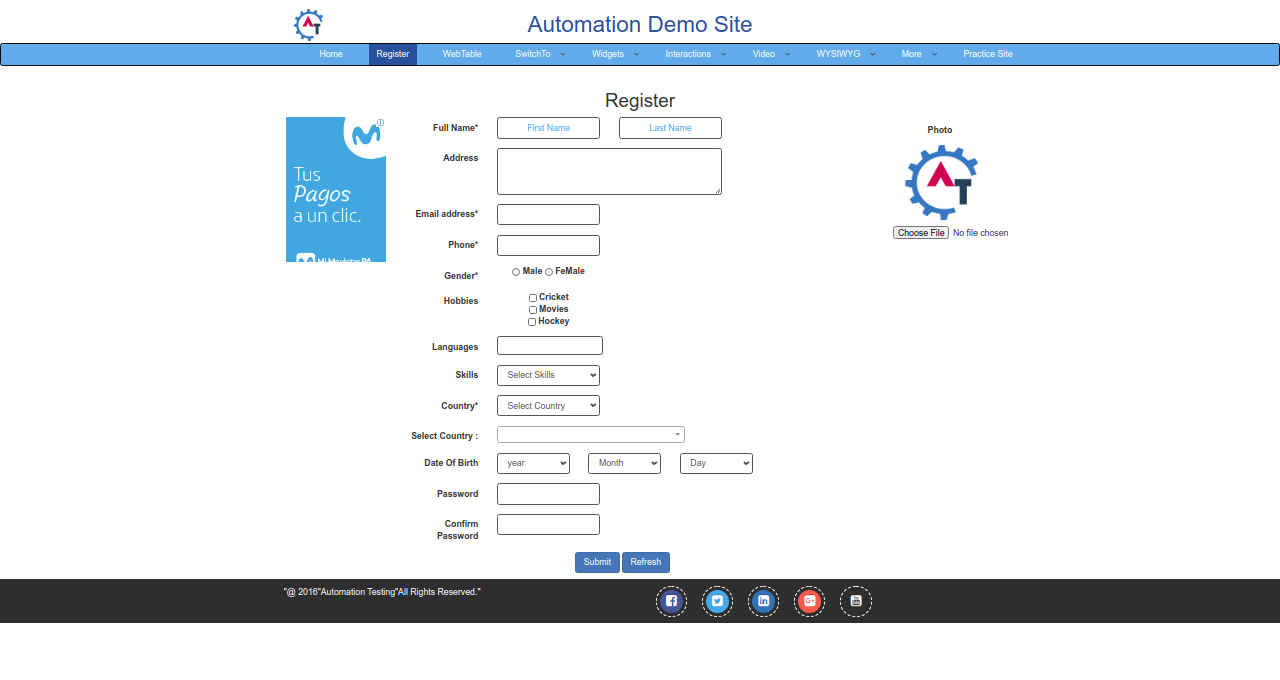 Automation Demo Site
Home Register WebTable SwitchTo Widgets Interactions Video WYSIWYG More Practice Site
Register
Tus
Pagos
a un clic.
Full Name* First Name Last Name
Photo
Address
Email address*
Choose File No file chosen
Phone*
Gender* Male FeMale
Hobbies Cricket
Movies
Hockey
Languages
Skills Select Skills
Country* Select Country
Select Country :
Date Of Birth year Month Day
Password
Confirm
Password
Submit Refresh
"@ 2016"Automation Testing"All Rights Reserved."